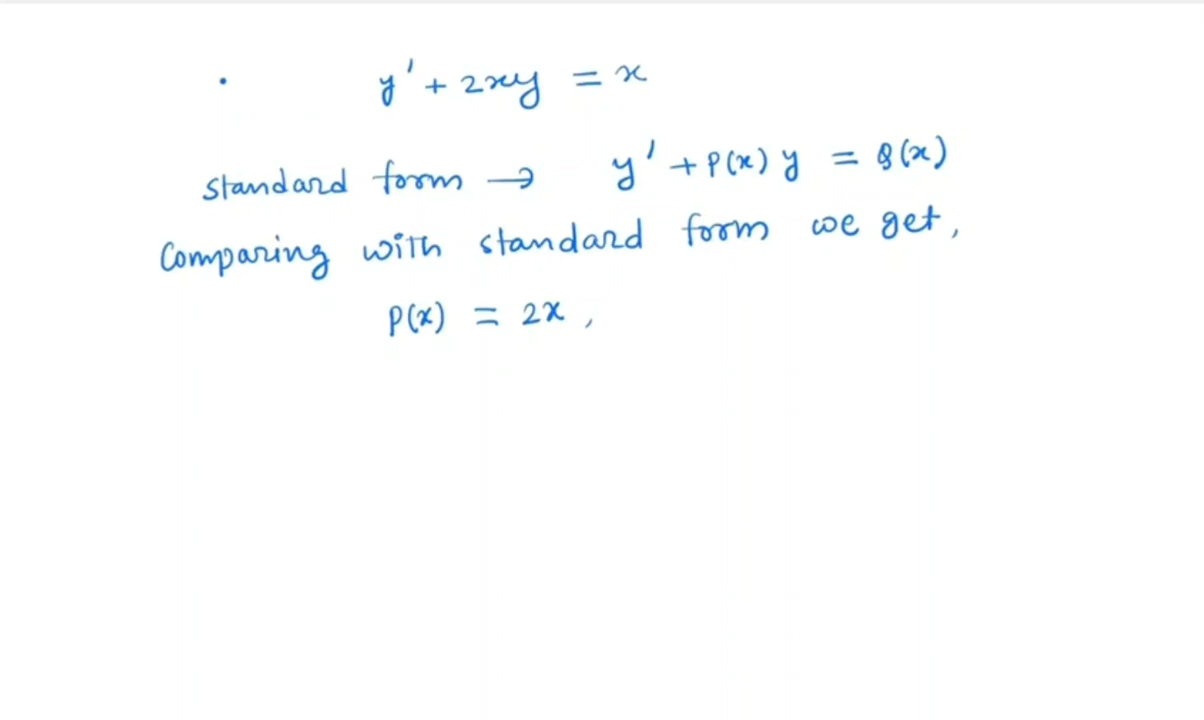 y' + 2xy = x
standard form → y' + P(x) y = Q(x)
Comparing with standard form we get,
P(x) = 2x ,